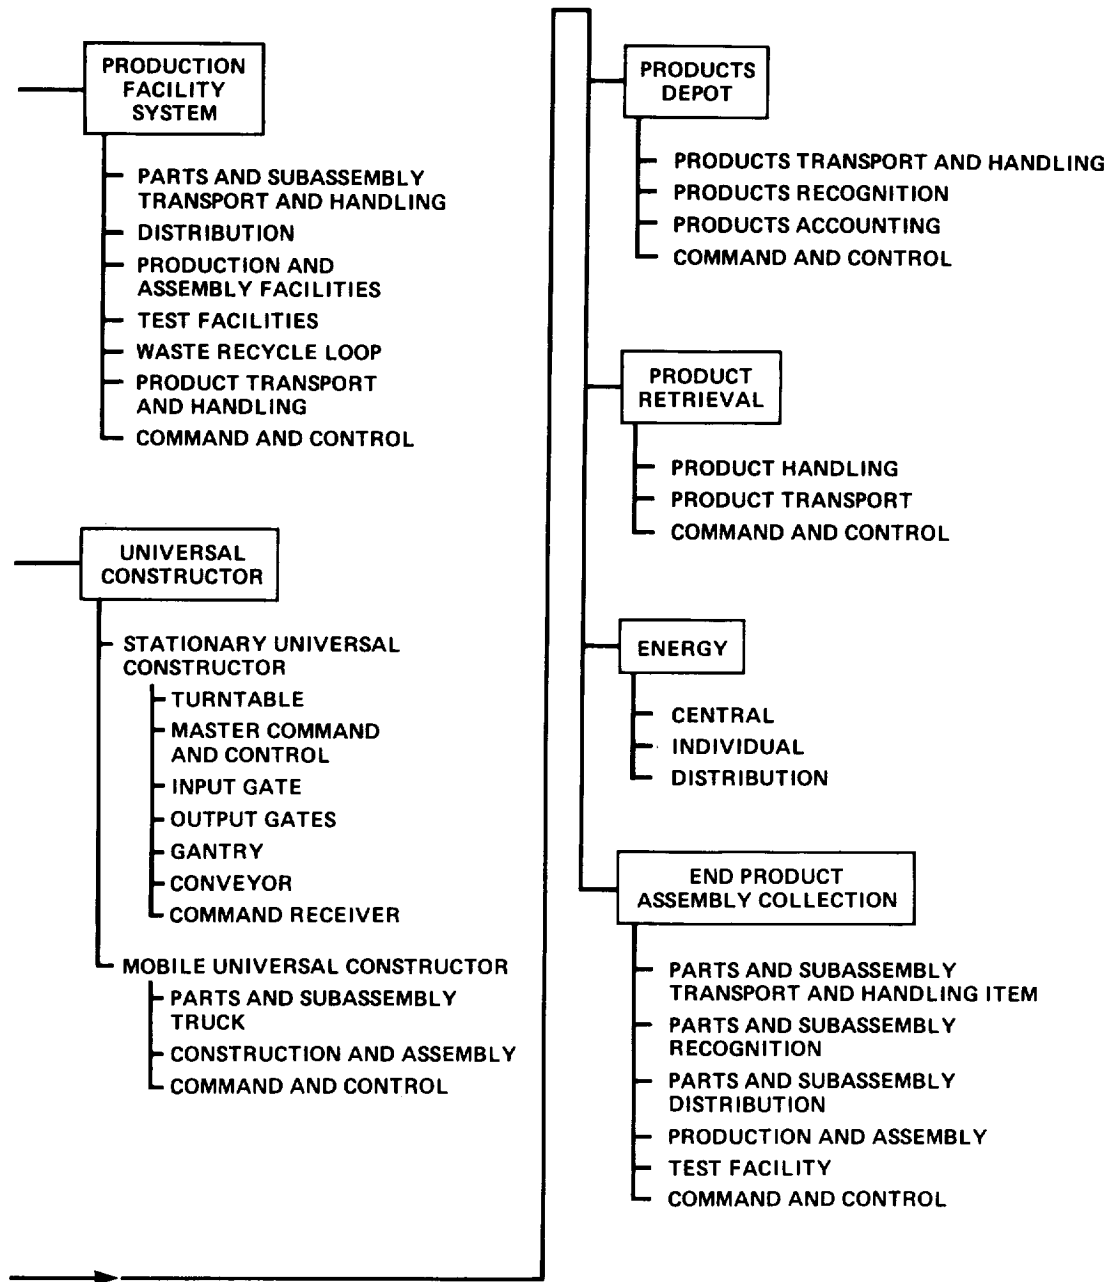 PRODUCTION
FACILITY
SYSTEM
PARTS AND SUBASSEMBLY
TRANSPORT AND HANDLING
DISTRIBUTION
PRODUCTION AND
ASSEMBLY FACILITIES
TEST FACILITIES
WASTE RECYCLE LOOP
PRODUCT TRANSPORT
AND HANDLING
COMMAND AND CONTROL
UNIVERSAL
CONSTRUCTOR
STATIONARY UNIVERSAL
CONSTRUCTOR
TURNTABLE
MASTER COMMAND
AND CONTROL
INPUT GATE
OUTPUT GATES
GANTRY
CONVEYOR
COMMAND RECEIVER
MOBILE UNIVERSAL CONSTRUCTOR
PARTS AND SUBASSEMBLY
TRUCK
CONSTRUCTION AND ASSEMBLY
COMMAND AND CONTROL
PRODUCTS
DEPOT
PRODUCTS TRANSPORT AND HANDLING
PRODUCTS RECOGNITION
PRODUCTS ACCOUNTING
COMMAND AND CONTROL
PRODUCT
RETRIEVAL
PRODUCT HANDLING
PRODUCT TRANSPORT
COMMAND AND CONTROL
ENERGY
CENTRAL
INDIVIDUAL
DISTRIBUTION
END PRODUCT
ASSEMBLY COLLECTION
PARTS AND SUBASSEMBLY
TRANSPORT AND HANDLING ITEM
PARTS AND SUBASSEMBLY
RECOGNITION
PARTS AND SUBASSEMBLY
DISTRIBUTION
PRODUCTION AND ASSEMBLY
TEST FACILITY
COMMAND AND CONTROL